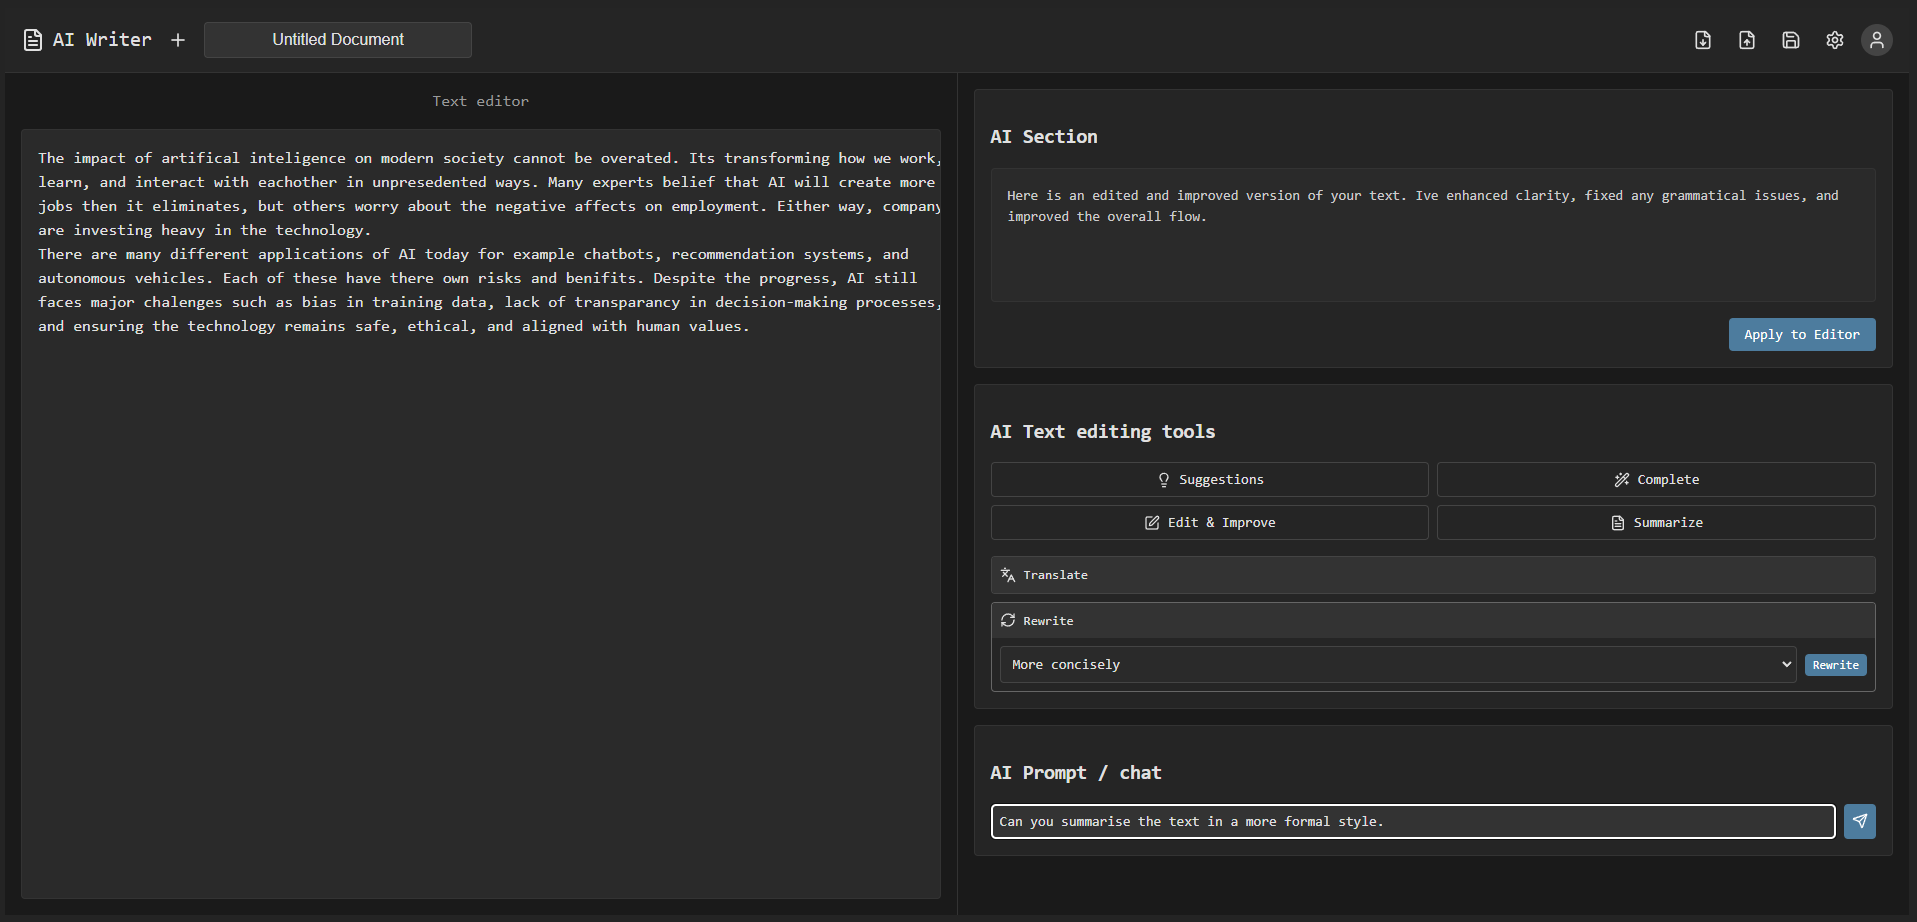 AI Writer
Untitled Document
Text editor
The impact of artifical inteligence on modern society cannot be overated. Its transforming how we work,
learn, and interact with eachother in unpresedented ways. Many experts belief that AI will create more
jobs then it eliminates, but others worry about the negative affects on employment. Either way, company
are investing heavy in the technology.
There are many different applications of AI today for example chatbots, recommendation systems, and
autonomous vehicles. Each of these have there own risks and benifits. Despite the progress, AI still
faces major chalenges such as bias in training data, lack of transparancy in decision-making processes,
and ensuring the technology remains safe, ethical, and aligned with human values.
AI Section
Here is an edited and improved version of your text. Ive enhanced clarity, fixed any grammatical issues, and
improved the overall flow.
Apply to Editor
AI Text editing tools
Suggestions
Complete
Edit & Improve
Summarize
Translate
Rewrite
More concisely
Rewrite
AI Prompt / chat
Can you summarise the text in a more formal style.